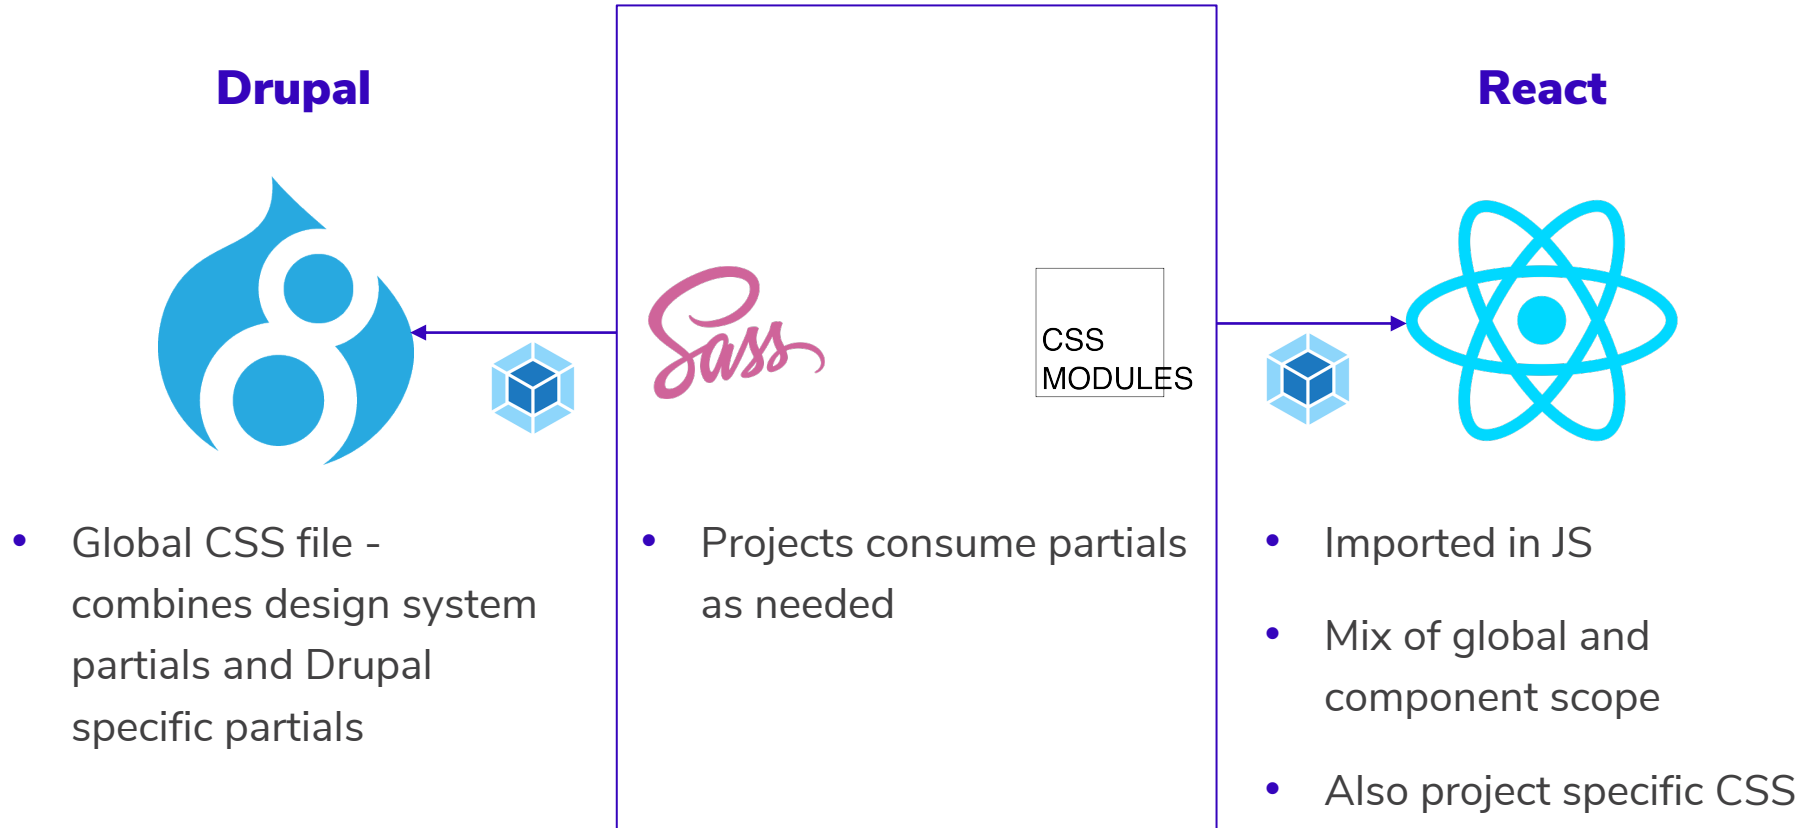 Drupal
React
Sass
CSS
MODULES
• Global CSS file -
combines design system
partials and Drupal
specific partials
• Projects consume partials
as needed
• Imported in JS
• Mix of global and
component scope
• Also project specific CSS